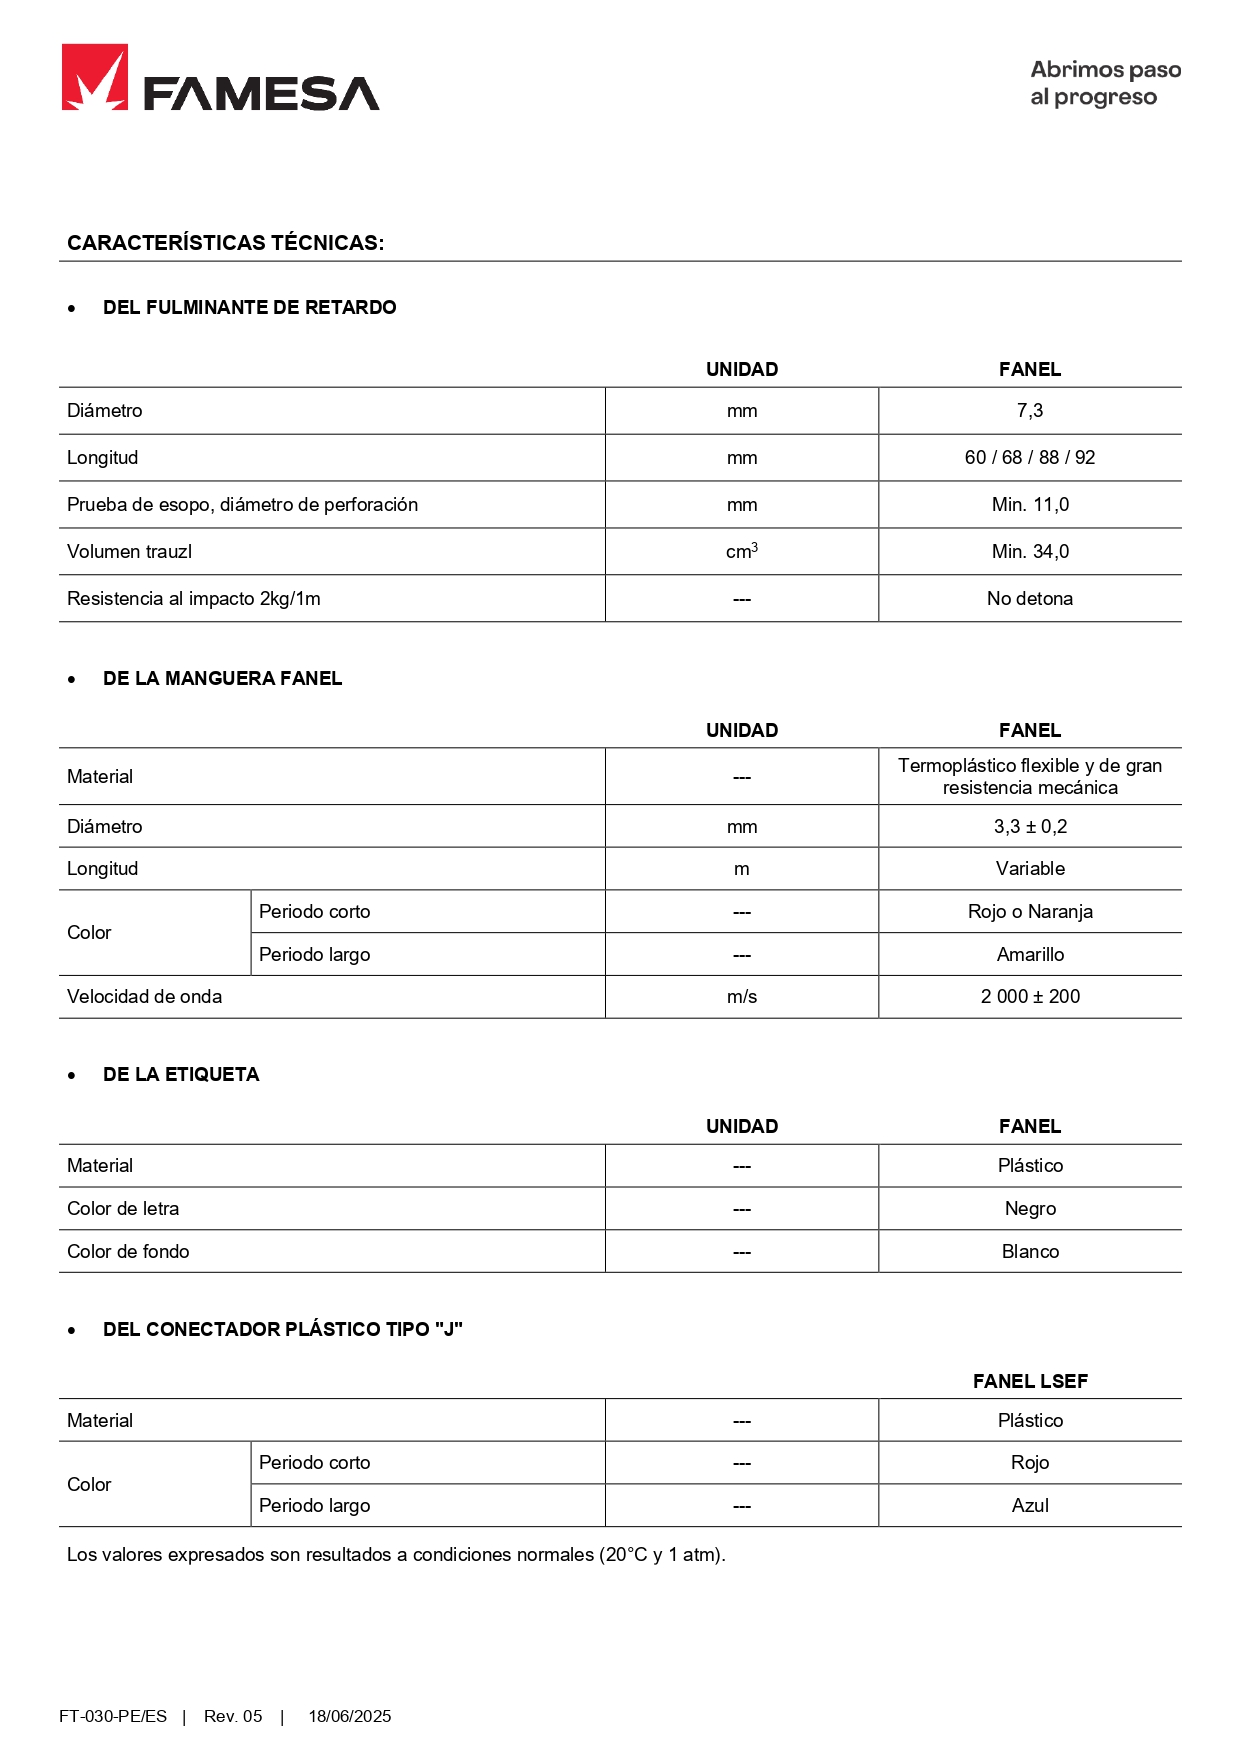 FAMESA
Abrimos paso
al progreso
CARACTERÍSTICAS TÉCNICAS:
• DEL FULMINANTE DE RETARDO
UNIDAD FANEL
Diámetro mm 7,3
Longitud mm 60 / 68 / 88 / 92
Prueba de esopo, diámetro de perforación mm Min. 11,0
Volumen trauzl cm³ Min. 34,0
Resistencia al impacto 2kg/1m --- No detona
• DE LA MANGUERA FANEL
UNIDAD FANEL
Material --- Termoplástico flexible y de gran
resistencia mecánica
Diámetro mm 3,3 ± 0,2
Longitud m Variable
Color
Periodo corto --- Rojo o Naranja
Periodo largo --- Amarillo
Velocidad de onda m/s 2 000 ± 200
• DE LA ETIQUETA
UNIDAD FANEL
Material --- Plástico
Color de letra --- Negro
Color de fondo --- Blanco
• DEL CONECTADOR PLÁSTICO TIPO "J"
FANEL LSEF
Material --- Plástico
Color
Periodo corto --- Rojo
Periodo largo --- Azul
Los valores expresados son resultados a condiciones normales (20°C y 1 atm).
FT-030-PE/ES | Rev. 05 | 18/06/2025